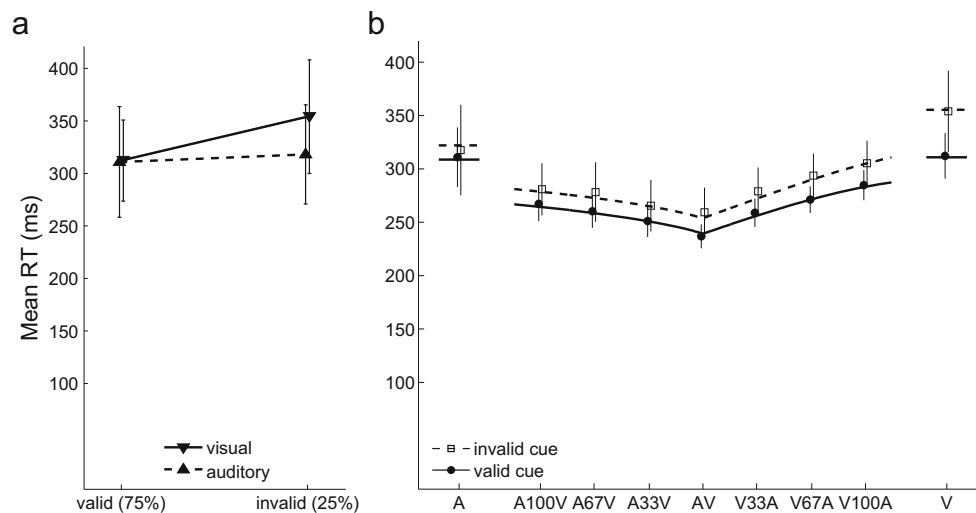 a
b
Mean RT (ms)
400
350
300
250
200
150
100
visual
auditory
valid (75%)
invalid (25%)
400
350
300
250
200
150
100
invalid cue
valid cue
A
A100V
A67V
A33V
AV
V33A
V67A
V100A
V